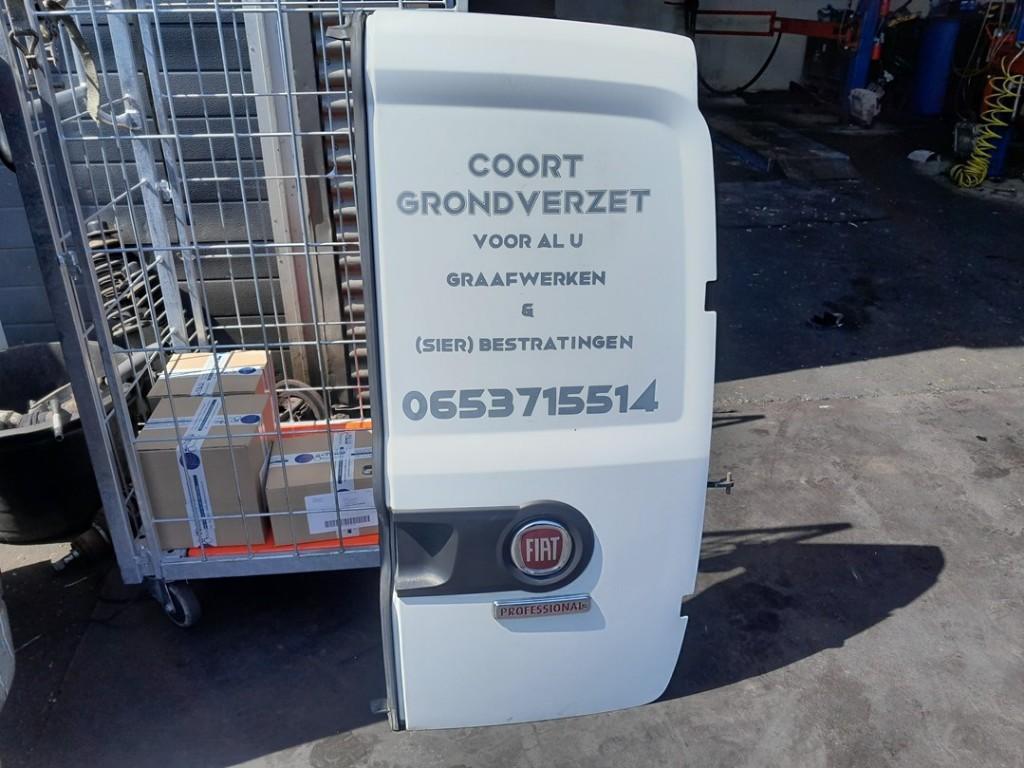 COORT
GRONDVERZET
VOOR AL U
GRAAFWERKEN
&
(SIER) BESTRATINGEN
0653715514
FIAT
PROFESSIONAL